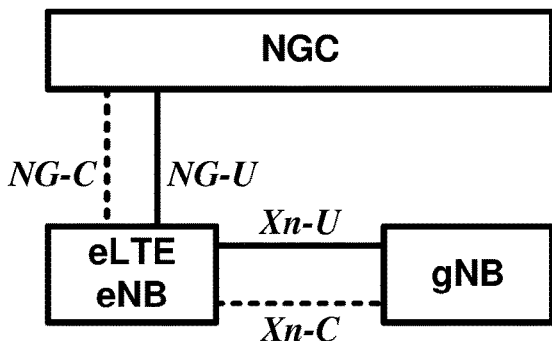 NGC
NG-C
NG-U
eLTE
eNB
Xn-U
gNB
Xn-C